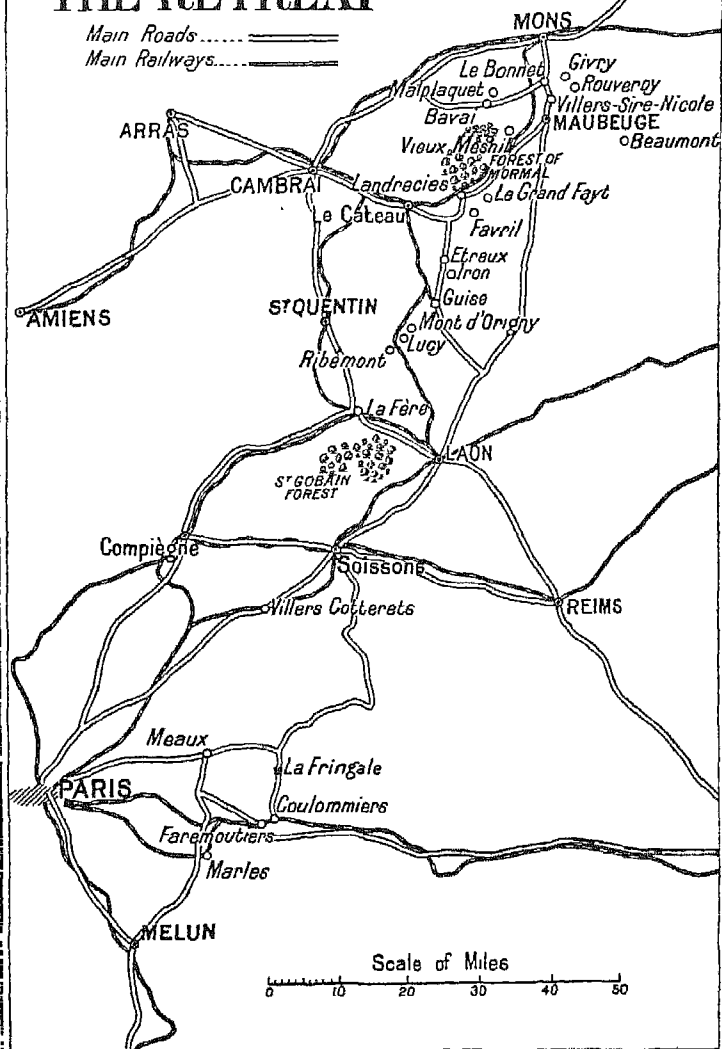 THE RETREAT
Main Roads......
Main Railways.....
MONS
Le Bonnet
Givry
Malplaquet
Rouveroy
Villers-Sire-Nicole
Bavai
MAUBEUGE
ARRAS
Vieux Mesnil
Beaumont
FOREST OF
MORMAL
CAMBRAI
Landrecies
Le Grand Fayt
Le Cateau
Favril
Etreux
Iron
Guise
ST QUENTIN
AMIENS
Mont d'Origny
Lucy
Ribemont
La Fère
LAON
ST GOBAIN
FOREST
Compiègne
Soissons
Villers Cotterets
REIMS
Meaux
La Fringale
PARIS
Coulommiers
Faremoutiers
Marles
MELUN
Scale of Miles
0 10 20 30 40 50